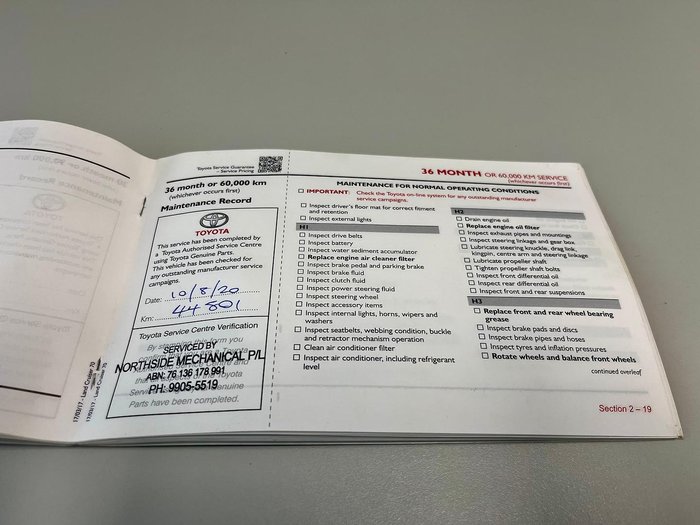 Toyota Service Guarantee
– Service Pricing
36 month or 60,000 km
(whichever occurs first)
Maintenance Record
TOYOTA
This service has been completed by
a Toyota Authorised Service Centre
using Toyota Genuine Parts.
This vehicle has been checked for
any outstanding manufacturer service
campaigns.
Date: 10/8/20
Km: 44 801
Toyota Service Centre Verification
SERVICED BY
NORTHSIDE MECHANICAL P/L
ABN: 76 136 178 991
PH: 9905-5519
Parts have been completed.
17/03/17 - Land Cruiser 70
36 MONTH OR 60,000 KM SERVICE
(whichever occurs first)
MAINTENANCE FOR NORMAL OPERATING CONDITIONS
IMPORTANT: Check the Toyota on-line system for any outstanding manufacturer
service campaigns.
Inspect driver's floor mat for correct fitment
and retention
Inspect external lights
H1
Inspect drive belts
Inspect battery
Inspect water sediment accumulator
Replace engine air cleaner filter
Inspect brake pedal and parking brake
Inspect brake fluid
Inspect clutch fluid
Inspect power steering fluid
Inspect steering wheel
Inspect accessory items
Inspect internal lights, horns, wipers and
washers
Inspect seatbelts, webbing condition, buckle
and retractor mechanism operation
Clean air conditioner filter
Inspect air conditioner, including refrigerant
level
H2
Drain engine oil
Replace engine oil filter
Inspect exhaust pipes and mountings
Inspect steering linkage and gear box
Lubricate steering knuckle, drag link,
kingpin, centre arm and steering linkage
Lubricate propeller shaft
Tighten propeller shaft bolts
Inspect front differential oil
Inspect rear differential oil
Inspect front and rear suspensions
H3
Replace front and rear wheel bearing
grease
Inspect brake pads and discs
Inspect brake pipes and hoses
Inspect tyres and inflation pressures
Rotate wheels and balance front wheels
continued overleaf
Section 2 – 19